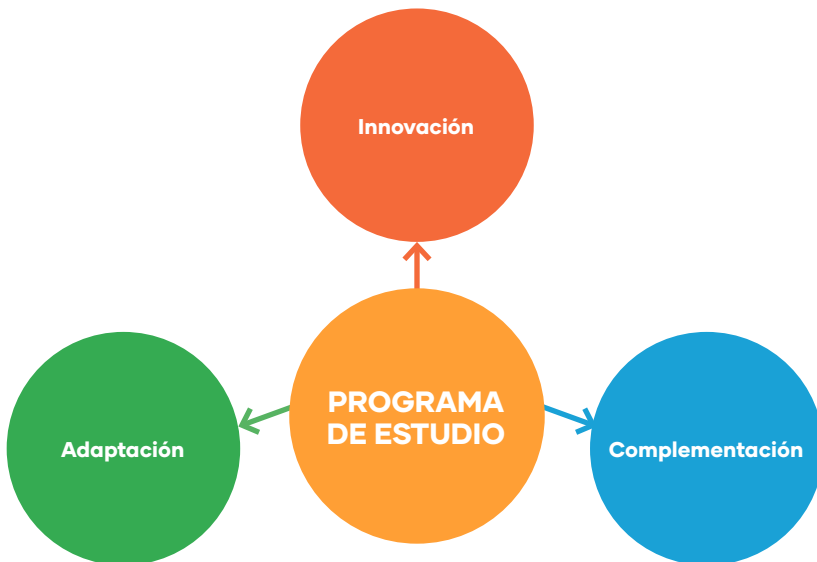 Innovación
PROGRAMA
DE ESTUDIO
Adaptación
Complementación